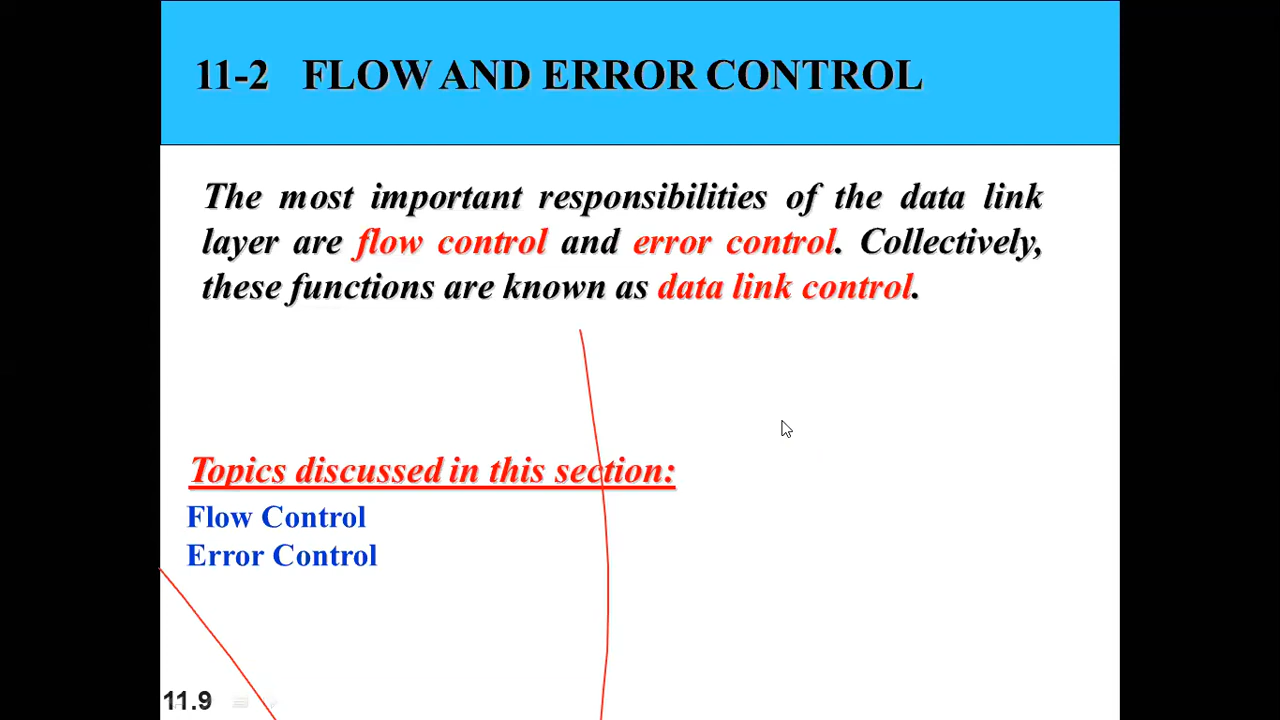 11-2 FLOW AND ERROR CONTROL
The most important responsibilities of the data link
layer are flow control and error control. Collectively,
these functions are known as data link control.
Topics discussed in this section:
Flow Control
Error Control
11.9